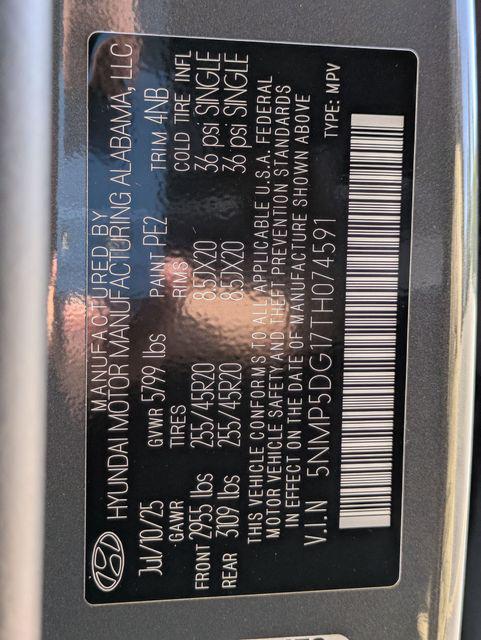 MANUFACTURED BY
HYUNDAI MOTOR MANUFACTURING ALABAMA, LLC
Jul/10/25 GVWR 5799 lbs PAINT PE2 TRIM 4NB
GAWR TIRES RIMS COLD TIRE INFL
FRONT 2955 lbs 255/45R20 8.5JX20 36 psi SINGLE
REAR 3109 lbs 255/45R20 8.5JX20 36 psi SINGLE
THIS VEHICLE CONFORMS TO ALL APPLICABLE U.S.A. FEDERAL
MOTOR VEHICLE SAFETY AND THEFT PREVENTION STANDARDS
IN EFFECT ON THE DATE OF MANUFACTURE SHOWN ABOVE
V.I.N 5NMP5DG17TH074591 TYPE: MPV